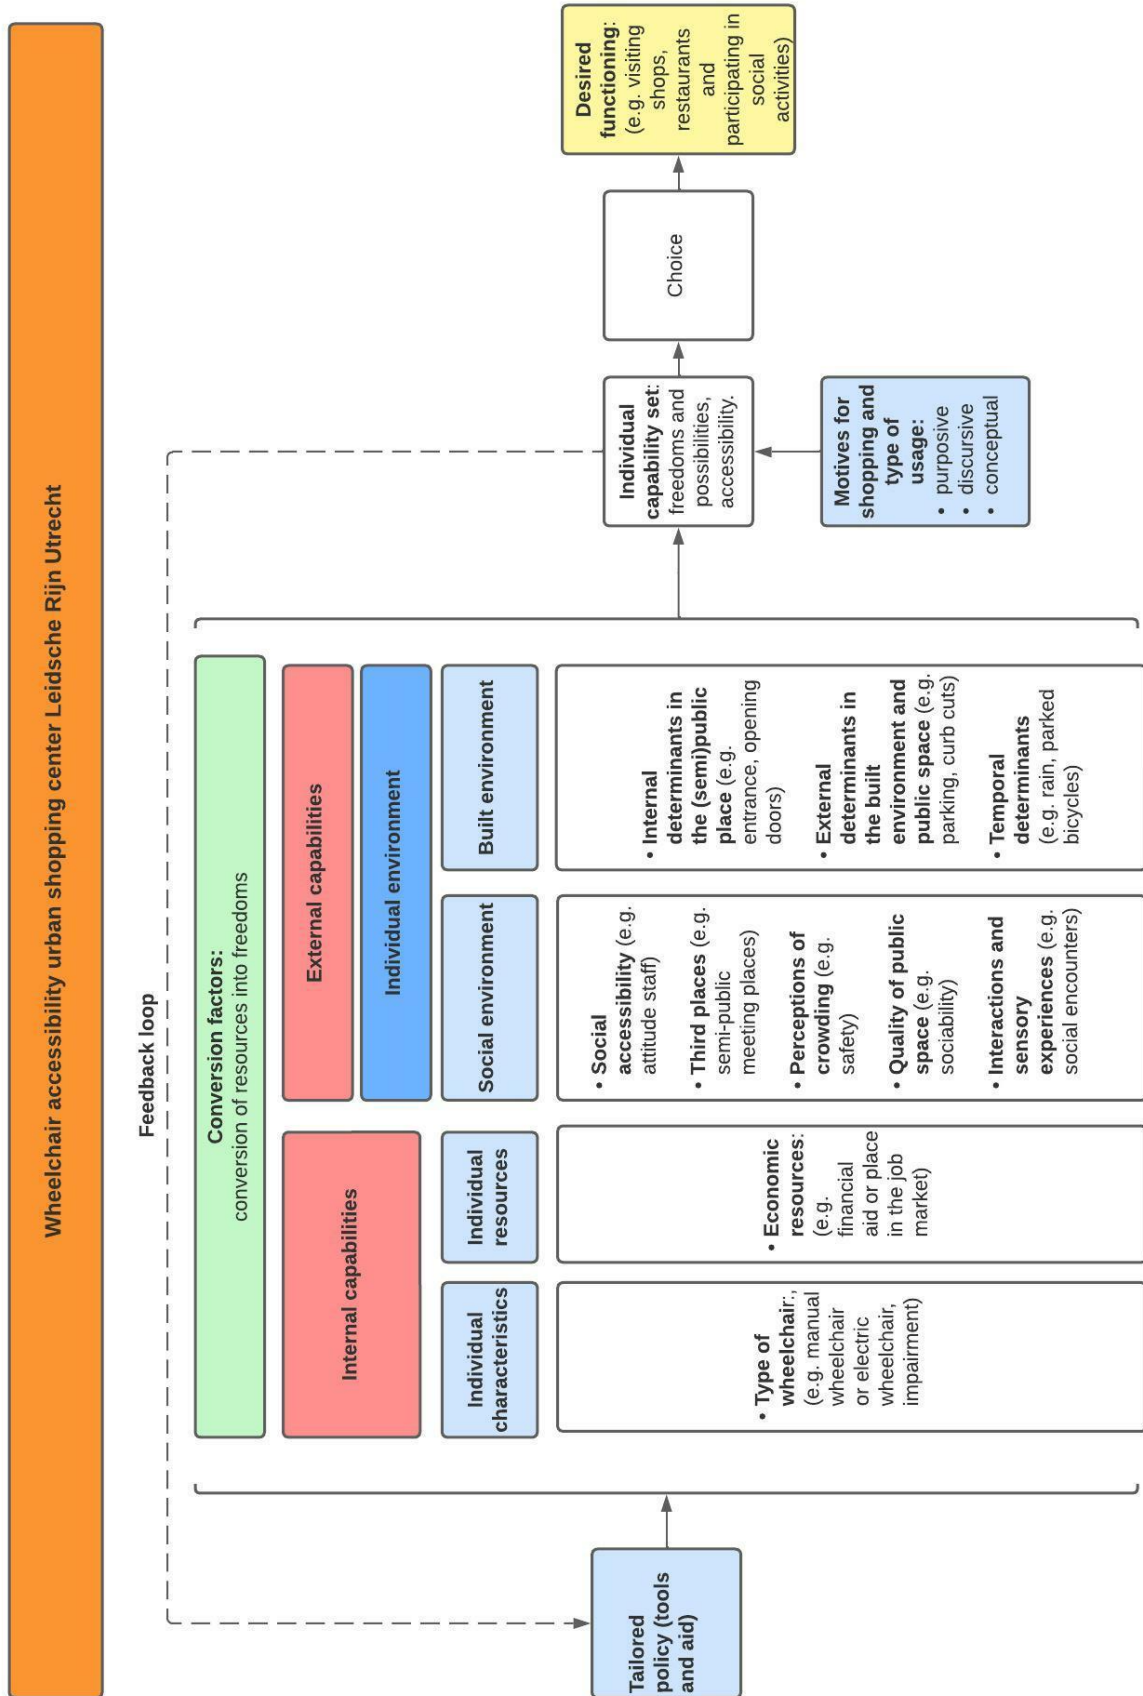 Wheelchair accessibility urban shopping center Leidsche Rijn Utrecht
Feedback loop
Tailored
policy (tools
and aid)
Conversion factors:
conversion of resources into freedoms
Internal capabilities
External capabilities
Individual environment
Individual
characteristics
Individual
resources
Social environment
Built environment
• Type of
wheelchair:,
(e.g. manual
wheelchair
or electric
wheelchair,
impairment)
• Economic
resources:
(e.g.
financial
aid or place
in the job
market)
• Social
accessibility (e.g.
attitude staff)
• Third places (e.g.
semi-public
meeting places)
• Perceptions of
crowding (e.g.
safety)
• Quality of public
space (e.g.
sociability)
• Interactions and
sensory
experiences (e.g.
social encounters)
• Internal
determinants in
the (semi)public
place (e.g.
entrance, opening
doors)
• External
determinants in
the built
environment and
public space (e.g.
parking, curb cuts)
• Temporal
determinants
(e.g. rain, parked
bicycles)
Individual
capability set:
freedoms and
possibilities,
accessibility.
Motives for
shopping and
type of
usage:
• purposive
• discursive
• conceptual
Choice
Desired
functioning:
(e.g. visiting
shops,
restaurants
and
participating in
social
activities)